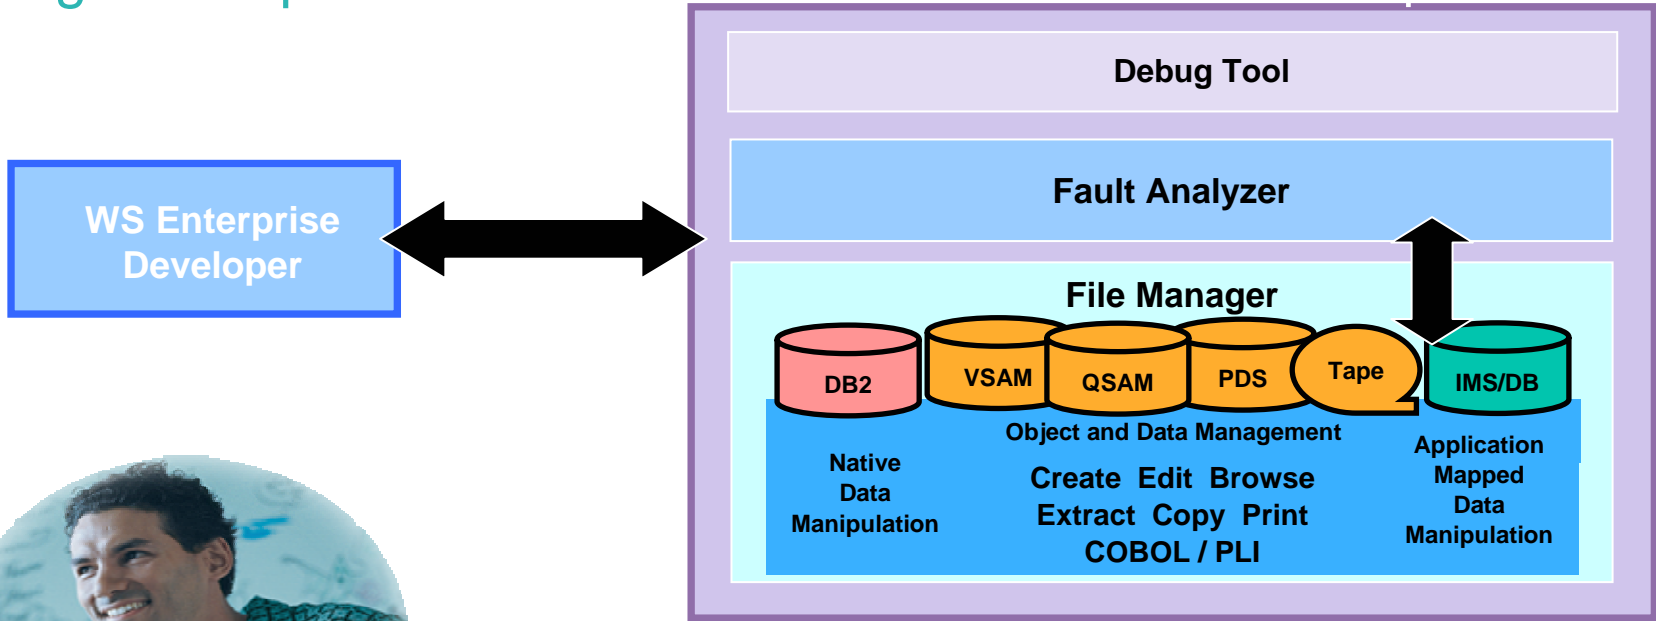 Debug Tool
Fault Analyzer
WS Enterprise
Developer
File Manager
DB2
VSAM
QSAM
PDS
Tape
IMS/DB
Object and Data Management
Native
Data
Manipulation
Create Edit Browse
Extract Copy Print
COBOL / PLI
Application
Mapped
Data
Manipulation